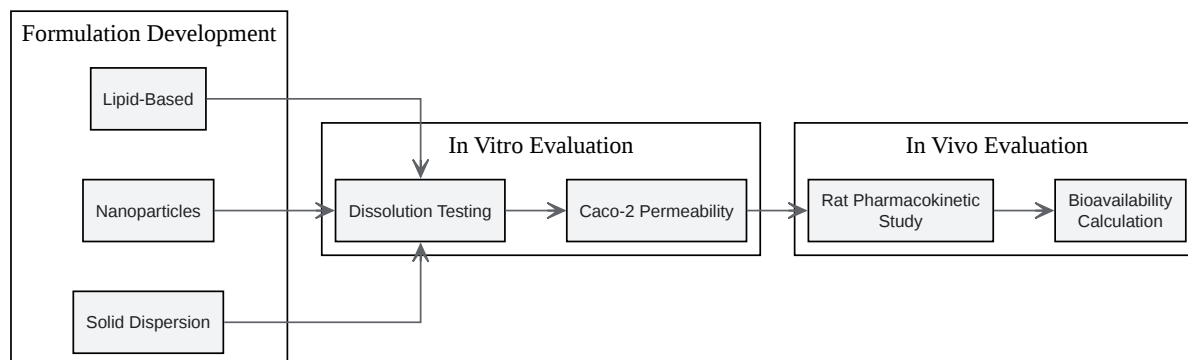 Formulation Development
Lipid-Based
Nanoparticles
Solid Dispersion
In Vitro Evaluation
Dissolution Testing
Caco-2 Permeability
In Vivo Evaluation
Rat Pharmacokinetic
Study
Bioavailability
Calculation